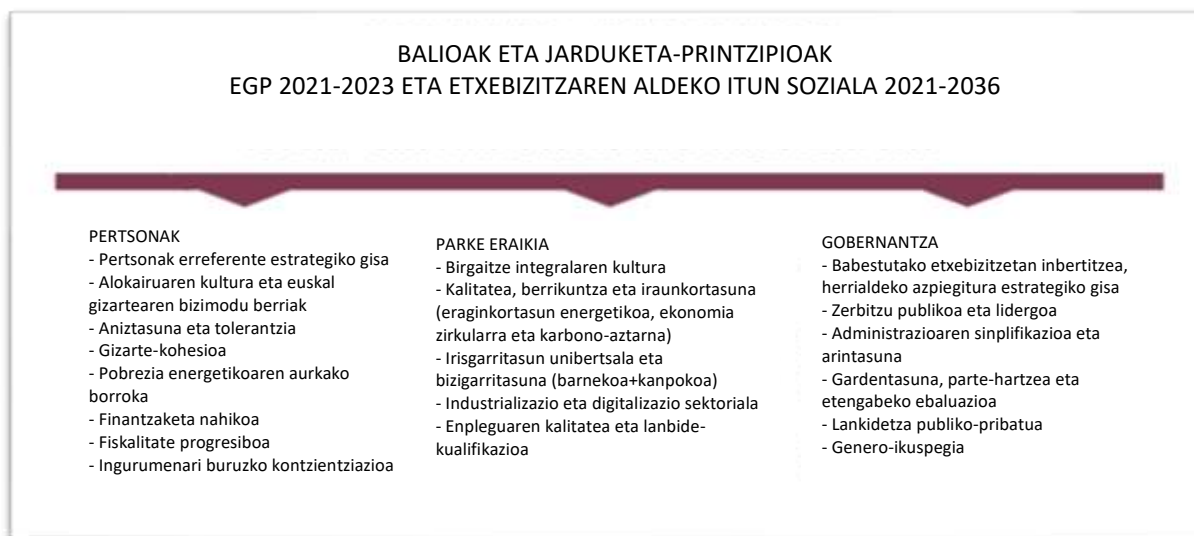 BALIOAK ETA JARDUKETA-PRINTZIPIOAK
EGP 2021-2023 ETA ETXEBIZITZAREN ALDEKO ITUN SOZIALA 2021-2036
PERTSONAK
- Pertsonak erreferente estrategiko gisa
- Alokairuaren kultura eta euskal
gizartearen bizimodu berriak
- Aniztasuna eta tolerantzia
- Gizarte-kohesioa
- Pobrezia energetikoaren aurkako
borroka
- Finantzaketa nahikoa
- Fiskalitate progresiboa
- Ingurumenari buruzko kontzientziazioa
PARKE ERAIKIA
- Birgaitze integralaren kultura
- Kalitatea, berrikuntza eta iraunkortasuna
(eraginkortasun energetikoa, ekonomia
zirkularra eta karbono-aztarna)
- Irisgarritasun unibertsala eta
bizigarritasuna (barnekoa+kanpokoa)
- Industrializazio eta digitalizazio sektoriala
- Enpleguaren kalitatea eta lanbide-
kualifikazioa
GOBERNANTZA
- Babestutako etxebizitzetan inbertitzea,
herrialdeko azpiegitura estrategiko gisa
- Zerbitzu publikoa eta lidergoa
- Administrazioaren sinplifikazioa eta
arintasuna
- Gardentasuna, parte-hartzea eta
etengabeko ebaluazioa
- Lankidetza publiko-pribatua
- Genero-ikuspegia